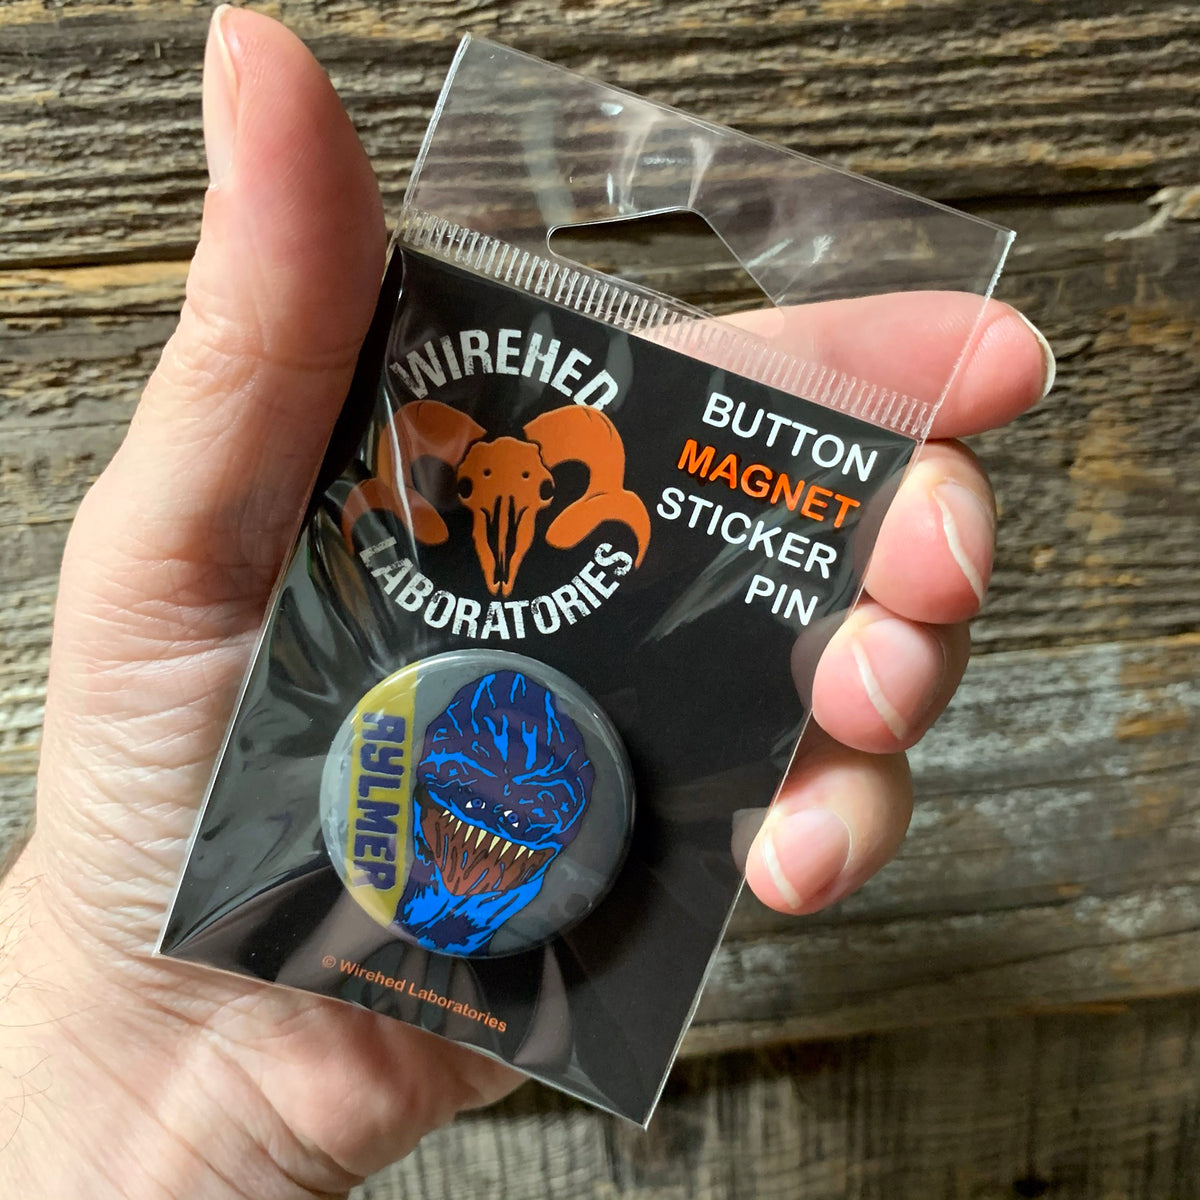 WIREHED
LABORATORIES
BUTTON
MAGNET
STICKER
PIN
AYLMER
© Wirehed Laboratories